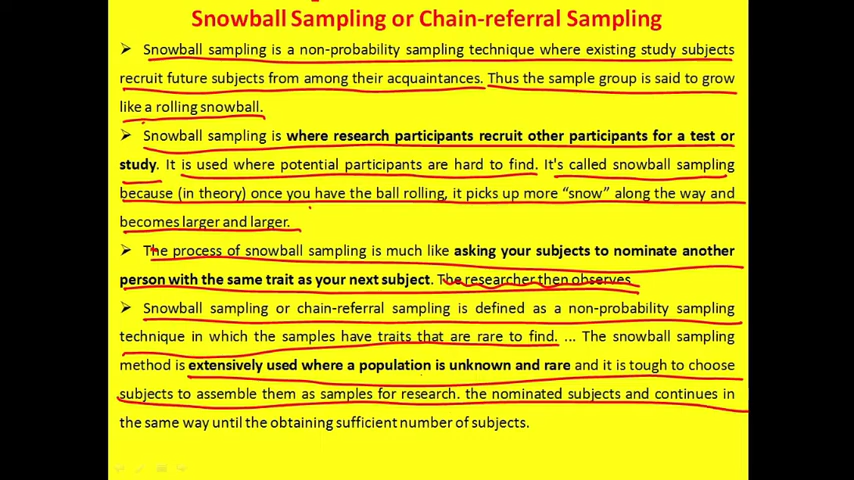 Snowball Sampling or Chain-referral Sampling
➢ Snowball sampling is a non-probability sampling technique where existing study subjects
recruit future subjects from among their acquaintances. Thus the sample group is said to grow
like a rolling snowball.
➢ Snowball sampling is where research participants recruit other participants for a test or
study. It is used where potential participants are hard to find. It's called snowball sampling
because (in theory) once you have the ball rolling, it picks up more “snow” along the way and
becomes larger and larger.
➢ The process of snowball sampling is much like asking your subjects to nominate another
person with the same trait as your next subject. The researcher then observes
➢ Snowball sampling or chain-referral sampling is defined as a non-probability sampling
technique in which the samples have traits that are rare to find. ... The snowball sampling
method is extensively used where a population is unknown and rare and it is tough to choose
subjects to assemble them as samples for research. the nominated subjects and continues in
the same way until the obtaining sufficient number of subjects.